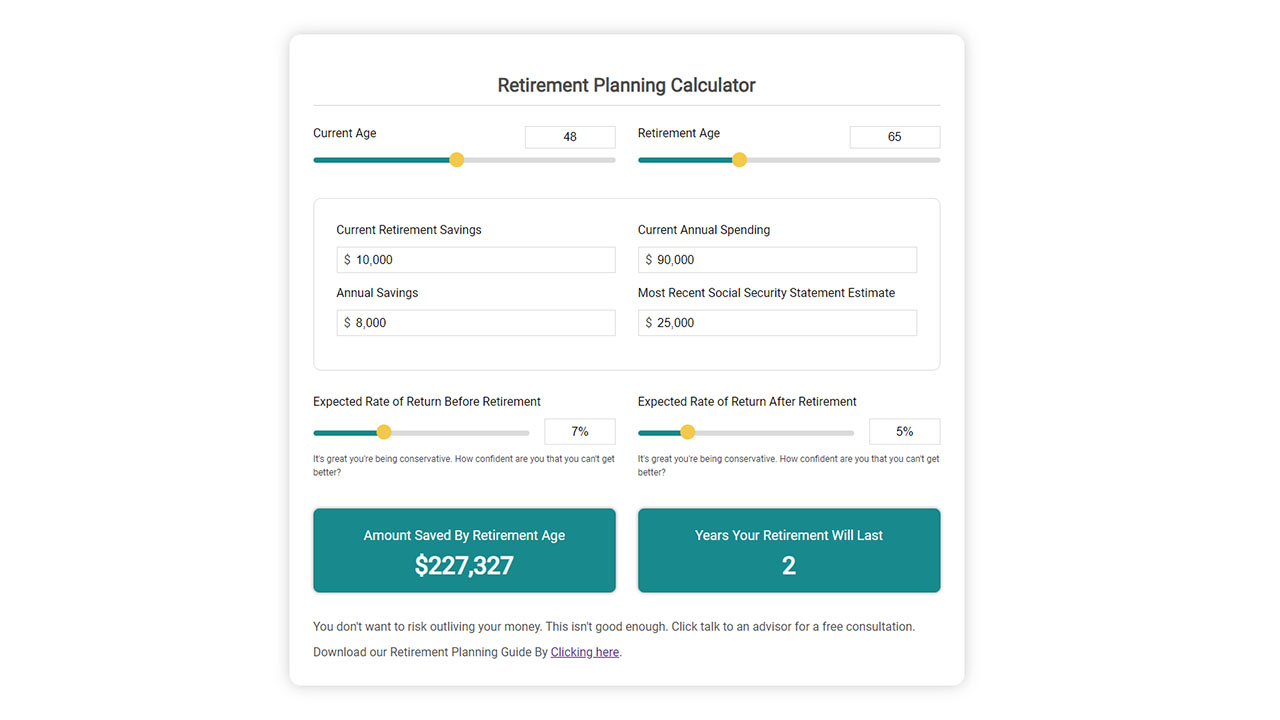 Retirement Planning Calculator
Current Age
48
Retirement Age
65
Current Retirement Savings
$ 10,000
Current Annual Spending
$ 90,000
Annual Savings
$ 8,000
Most Recent Social Security Statement Estimate
$ 25,000
Expected Rate of Return Before Retirement
7%
It's great you're being conservative. How confident are you that you can't get
better?
Expected Rate of Return After Retirement
5%
It's great you're being conservative. How confident are you that you can't get
better?
Amount Saved By Retirement Age
$227,327
Years Your Retirement Will Last
2
You don't want to risk outliving your money. This isn't good enough. Click talk to an advisor for a free consultation.
Download our Retirement Planning Guide By Clicking here.